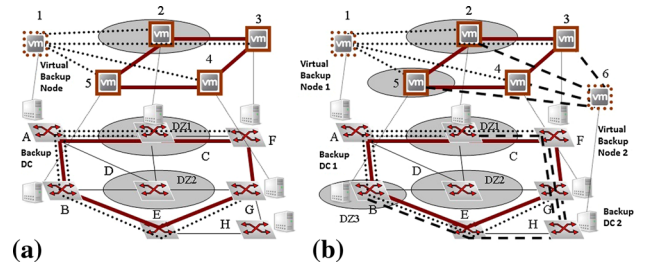 1
2
3
vm
vm
vm
Virtual
Backup
Node
4
5
vm
vm
A
DZ1
F
Backup
DC
C
D
DZ2
B
G
E
H
(a)
1
2
3
vm
vm
vm
Virtual
Backup
Node 1
4
5
vm
vm
6
vm
Virtual
Backup
Node 2
A
DZ1
F
Backup
DC 1
C
D
DZ2
B
G
DZ3
E
H
Backup
DC 2
(b)